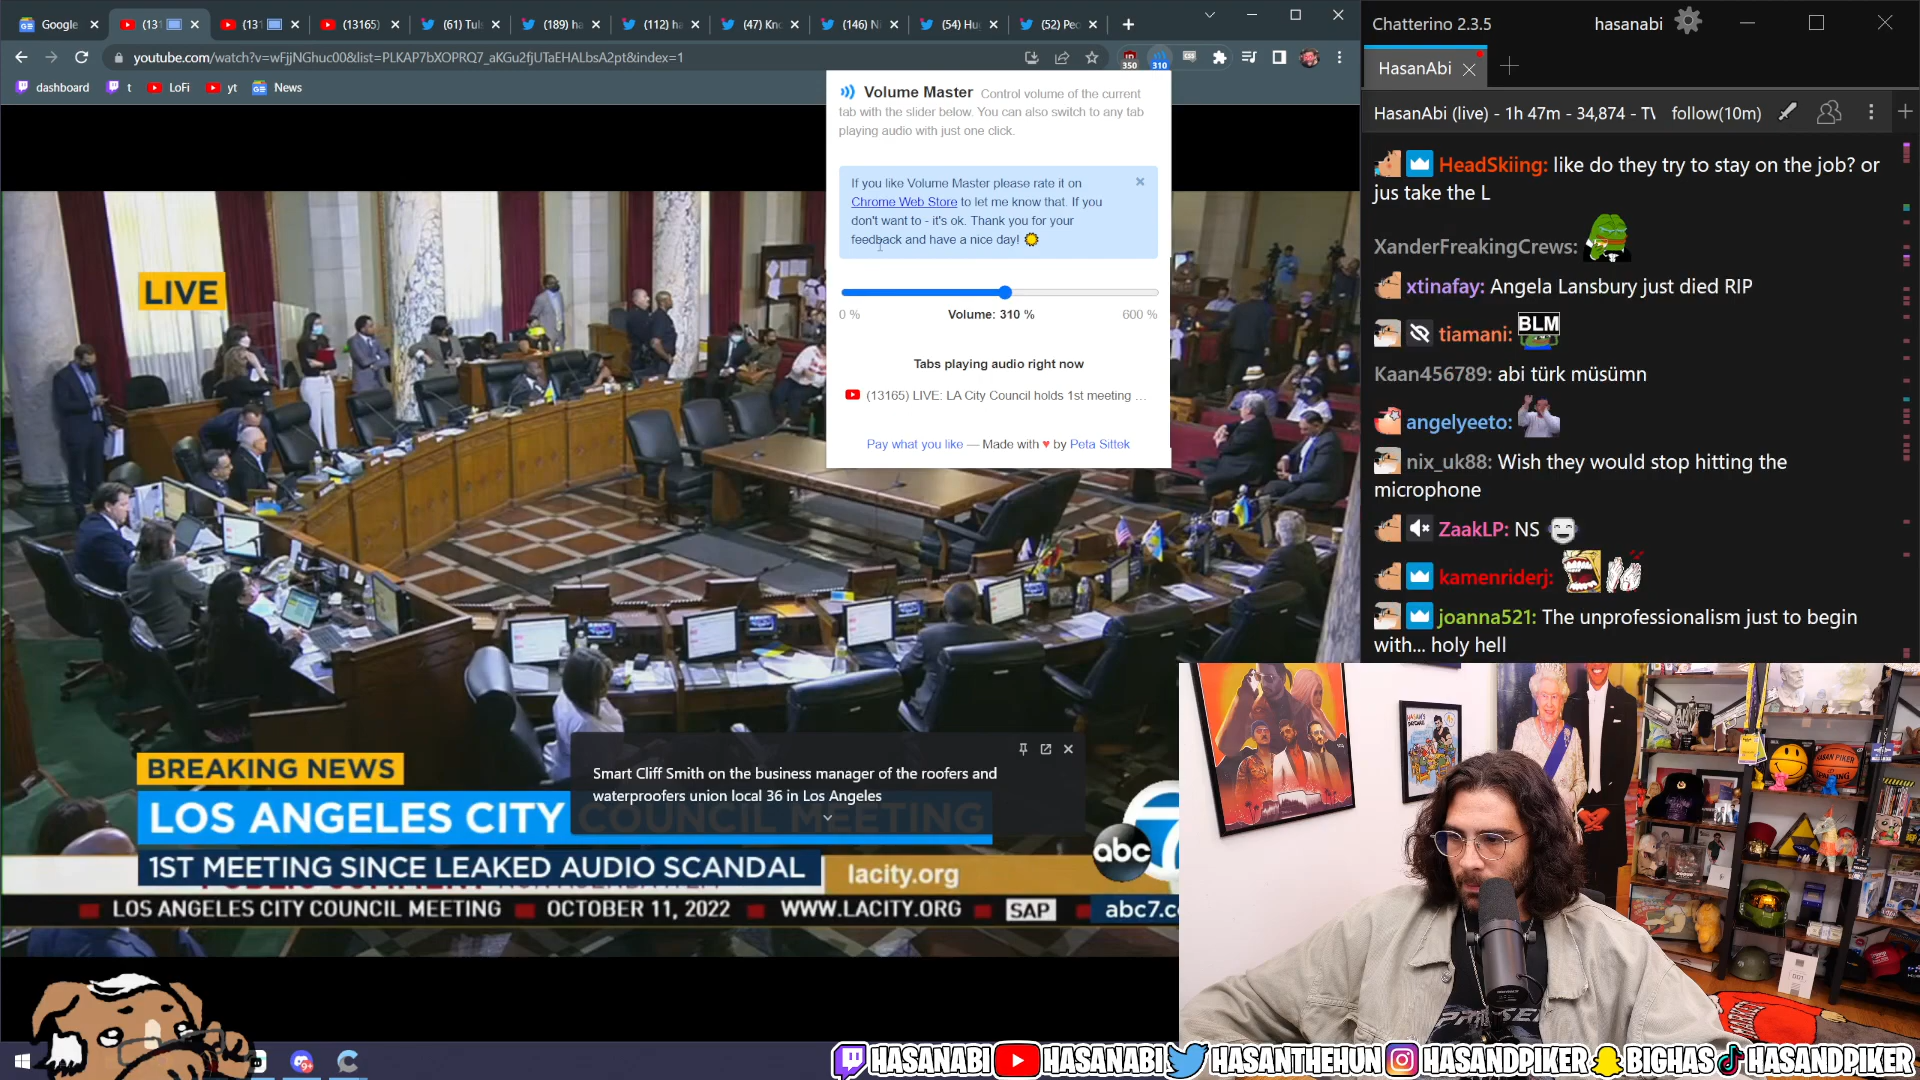 Google
(131
(131
(13165)
(61) Tul
(189) ha
(112) ha
(47) Kno
(146) N
(54) Hu
(52) Pec
youtube.com/watch?v=wFjjNGhuc00&list=PLKAP7bXOPRQ7_aKGu2fjUTaEHALbsA2pt&index=1
350
310
dashboard
t
LoFi
yt
News
Volume Master Control volume of the current
tab with the slider below. You can also switch to any tab
playing audio with just one click.
If you like Volume Master please rate it on
Chrome Web Store to let me know that. If you
don't want to - it's ok. Thank you for your
feedback and have a nice day!
0 %
Volume: 310 %
600 %
Tabs playing audio right now
(13165) LIVE: LA City Council holds 1st meeting ...
Pay what you like — Made with ♥ by Peta Sittek
LIVE
BREAKING NEWS
LOS ANGELES CITY COUNCIL MEETING
Smart Cliff Smith on the business manager of the roofers and
waterproofers union local 36 in Los Angeles
1ST MEETING SINCE LEAKED AUDIO SCANDAL
lacity.org
abc
LOS ANGELES CITY COUNCIL MEETING
OCTOBER 11, 2022
WWW.LACITY.ORG
SAP
abc7.c
Chatterino 2.3.5
hasanabi
HasanAbi
HasanAbi (live) - 1h 47m - 34,874 - T\
follow(10m)
HeadSkiing: like do they try to stay on the job? or
jus take the L
XanderFreakingCrews:
xtinafay: Angela Lansbury just died RIP
tiamani: BLM
Kaan456789: abi türk müsümn
angelyeeto:
nix_uk88: Wish they would stop hitting the
microphone
ZaakLP: NS
kamenriderj:
joanna521: The unprofessionalism just to begin
with... holy hell
HASANABI
HASANABI
HASANTHEHUN
HASANDPIKER
BIGHAS
HASANDPIKER